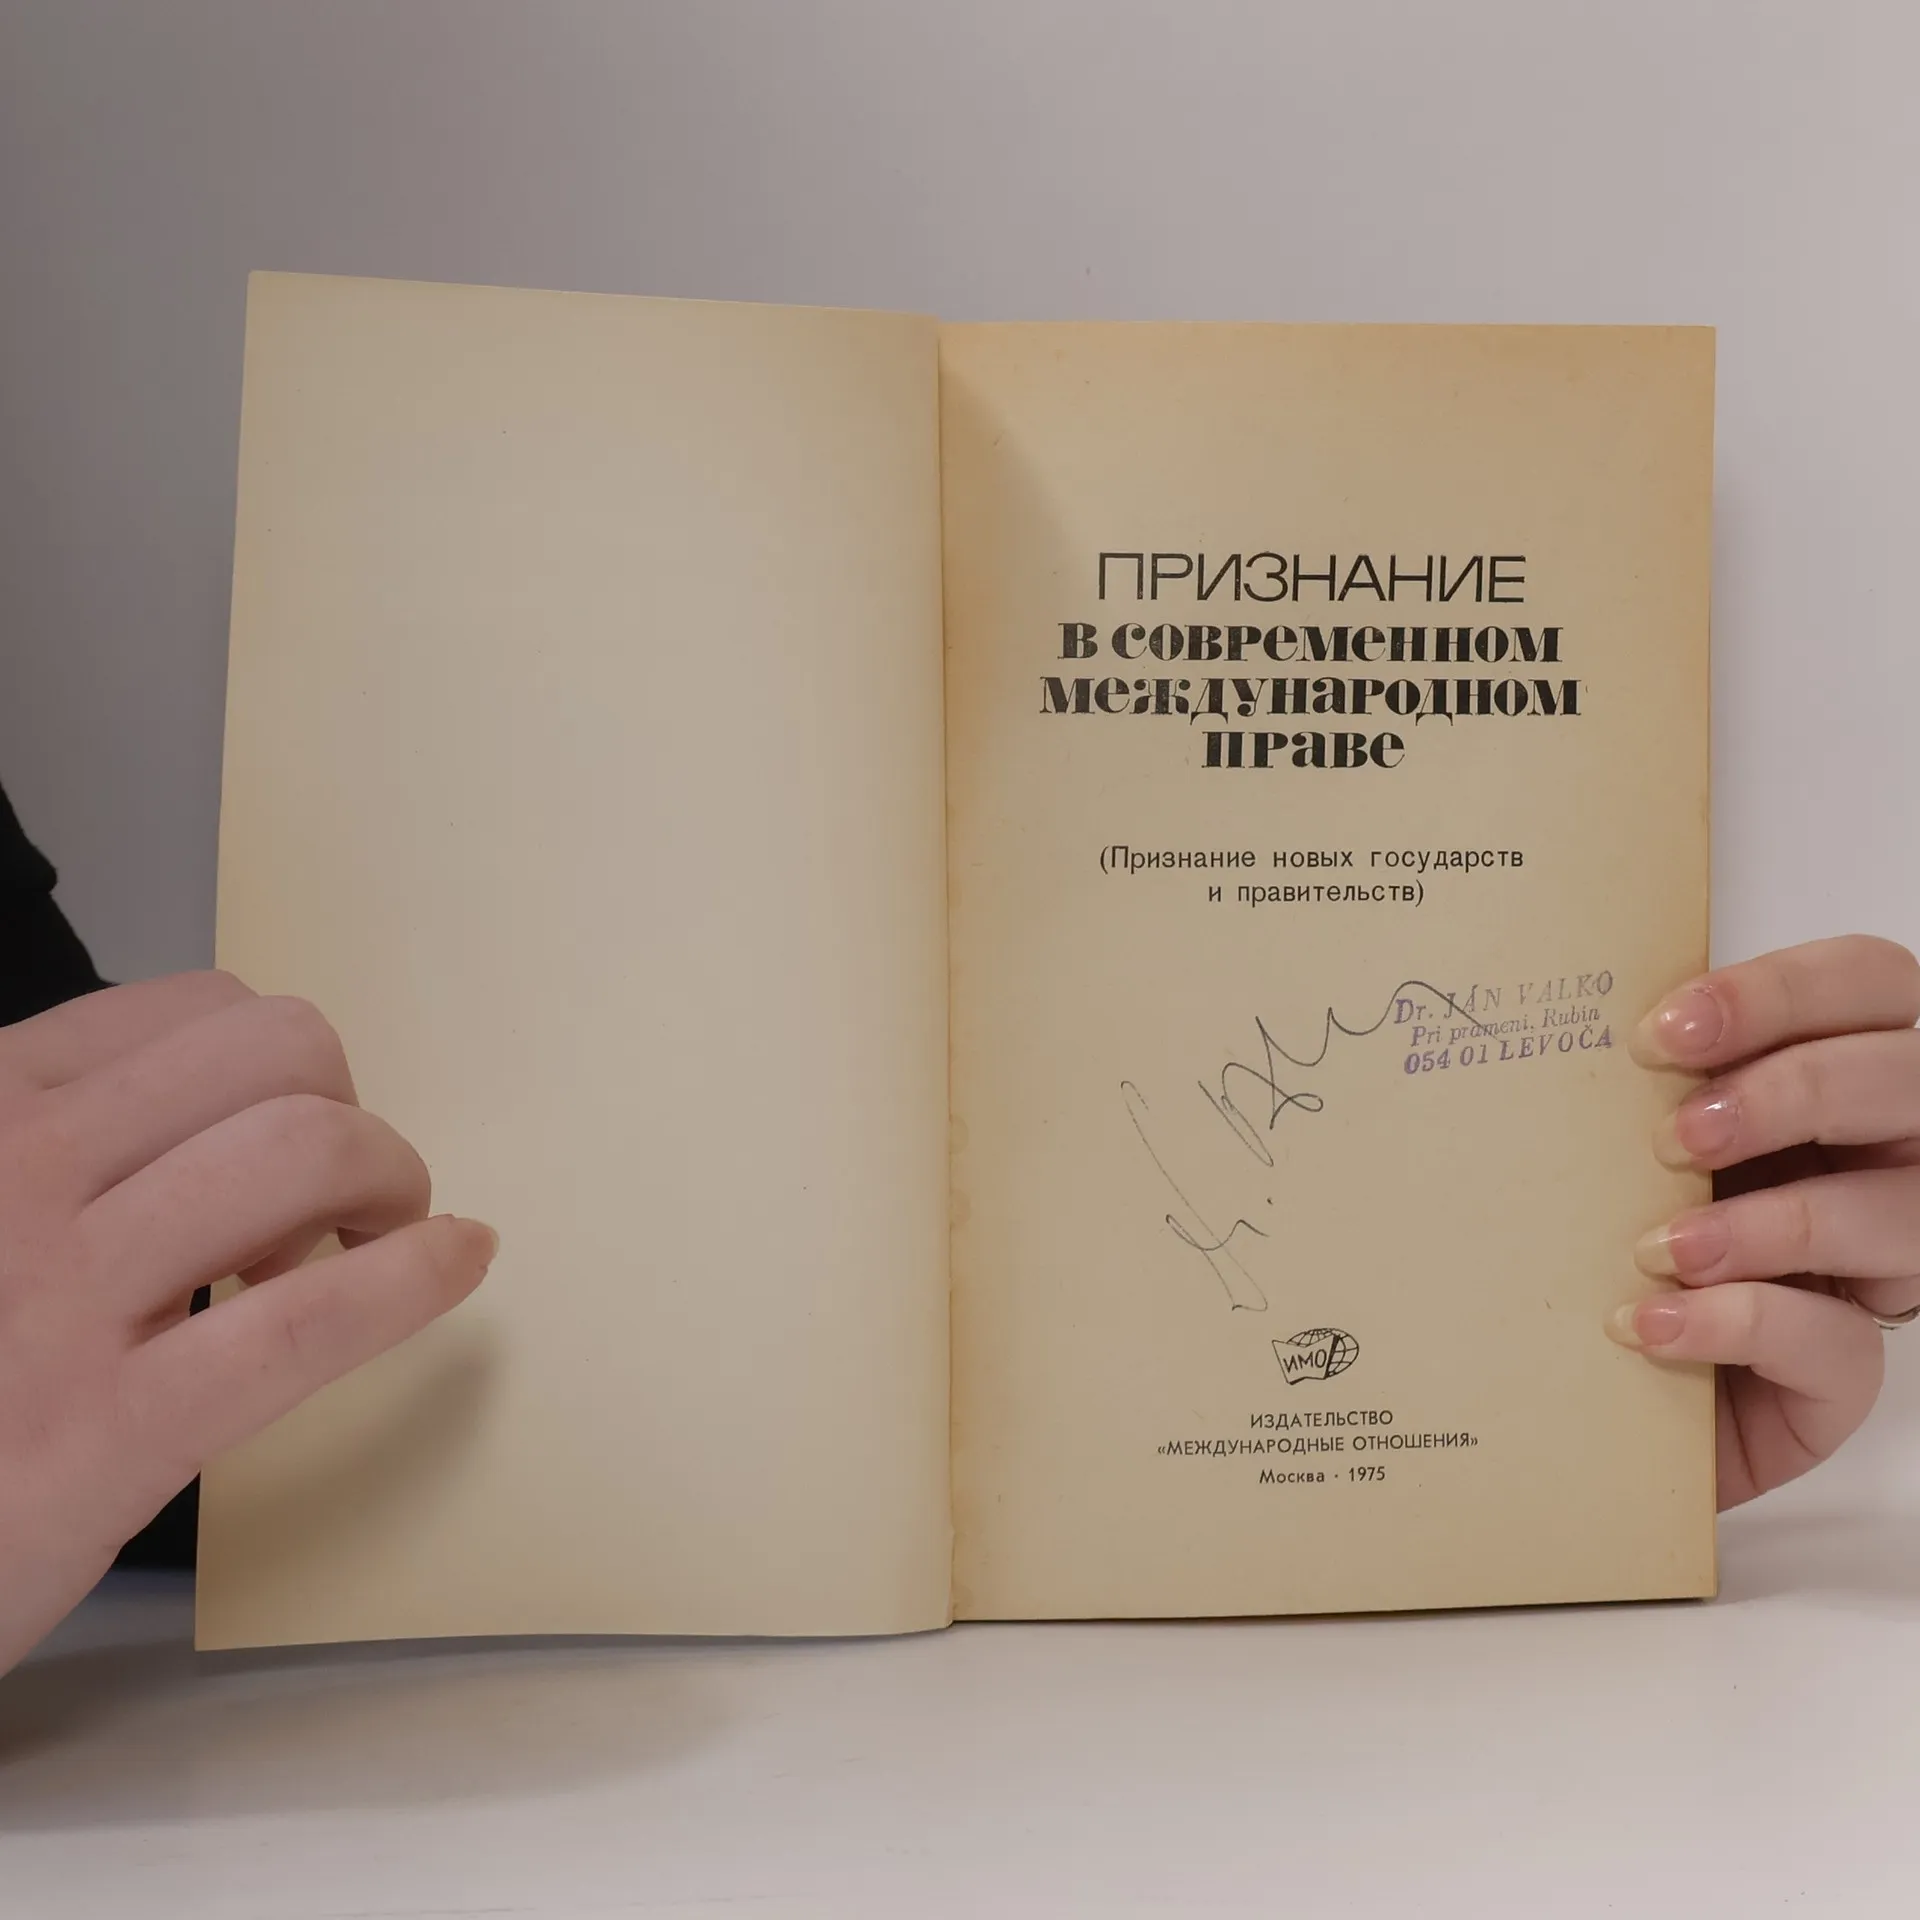 ПРИЗНАНИЕ
В СОВРЕМЕННОМ
МЕЖДУНАРОДНОМ
ПРАВЕ
(Признание новых государств
и правительств)
Dr. JÁN VALKO
Pri prameni, Rubín
054 01 LEVOČA
ИМО
ИЗДАТЕЛЬСТВО
«МЕЖДУНАРОДНЫЕ ОТНОШЕНИЯ»
Москва · 1975